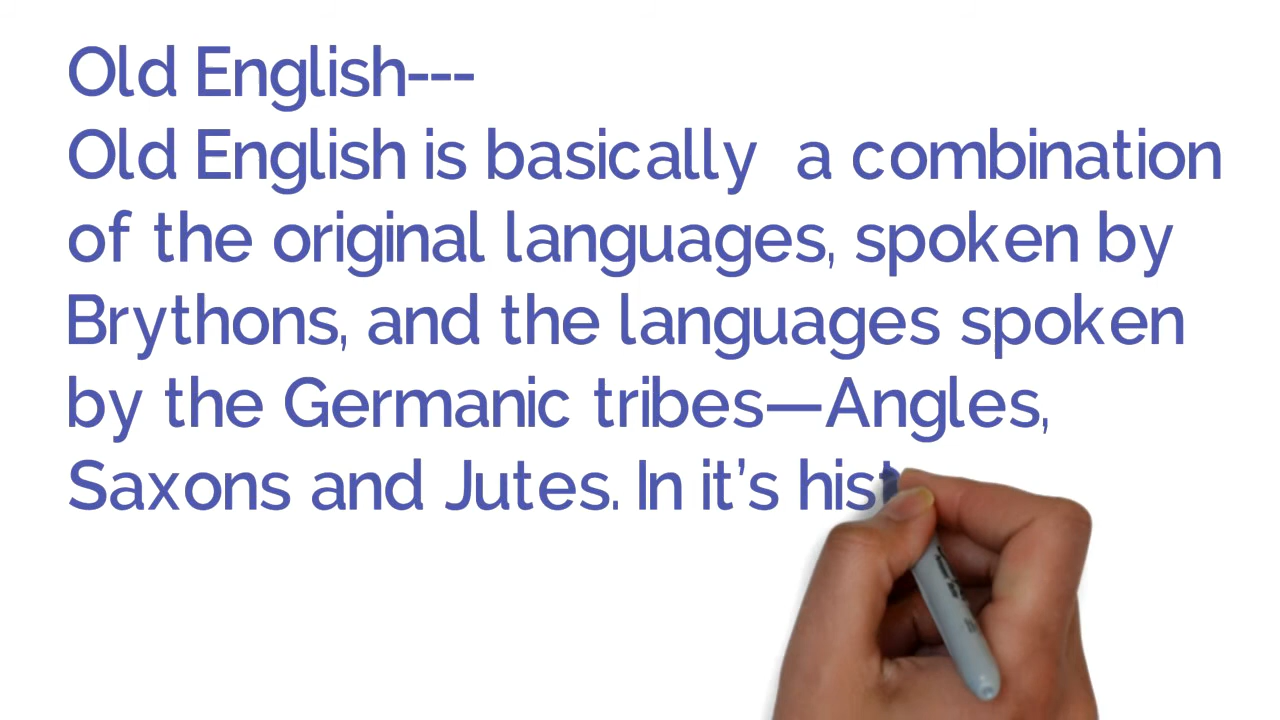 Old English---
Old English is basically a combination
of the original languages, spoken by
Brythons, and the languages spoken
by the Germanic tribes—Angles,
Saxons and Jutes. In it’s hist